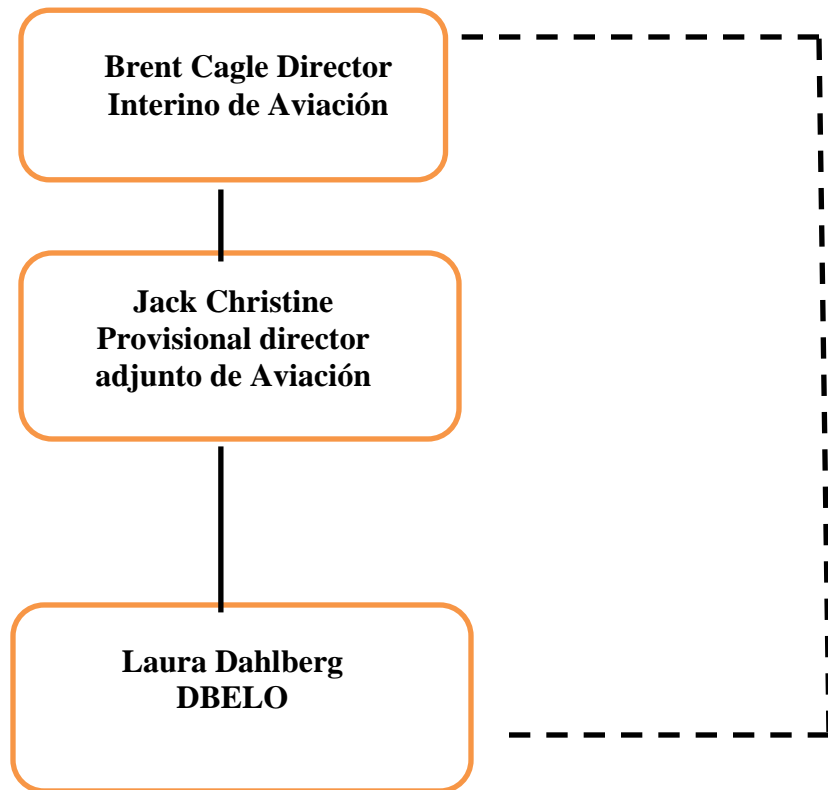 Brent Cagle Director
Interino de Aviación
Jack Christine
Provisional director
adjunto de Aviación
Laura Dahlberg
DBELO